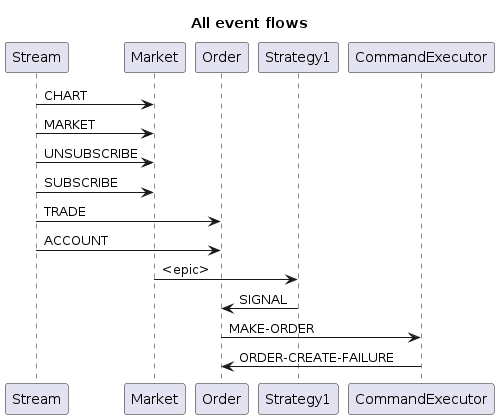 All event flows
Stream Market Order Strategy1 CommandExecutor
CHART
MARKET
UNSUBSCRIBE
SUBSCRIBE
TRADE
ACCOUNT
<epic>
SIGNAL
MAKE-ORDER
ORDER-CREATE-FAILURE
Stream Market Order Strategy1 CommandExecutor